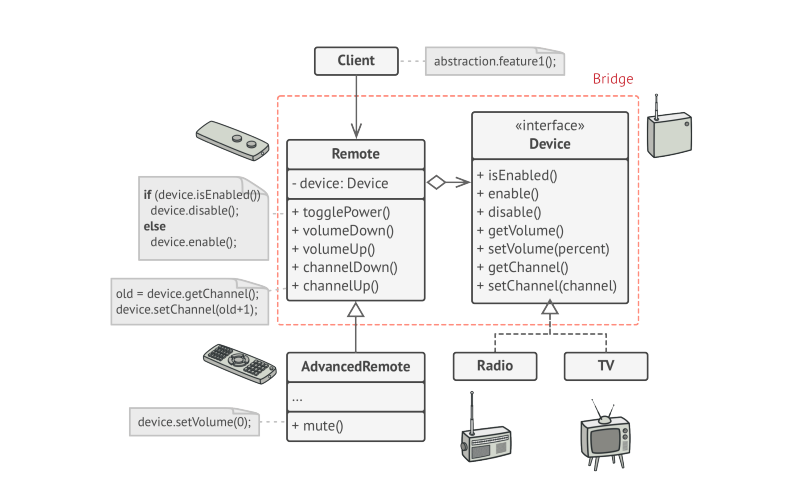 Client
abstraction.feature1();
Bridge
Remote
- device: Device
+ togglePower()
+ volumeDown()
+ volumeUp()
+ channelDown()
+ channelUp()
«interface»
Device
+ isEnabled()
+ enable()
+ disable()
+ getVolume()
+ setVolume(percent)
+ getChannel()
+ setChannel(channel)
if (device.isEnabled())
device.disable();
else
device.enable();
old = device.getChannel();
device.setChannel(old+1);
AdvancedRemote
...
+ mute()
device.setVolume(0);
Radio
TV